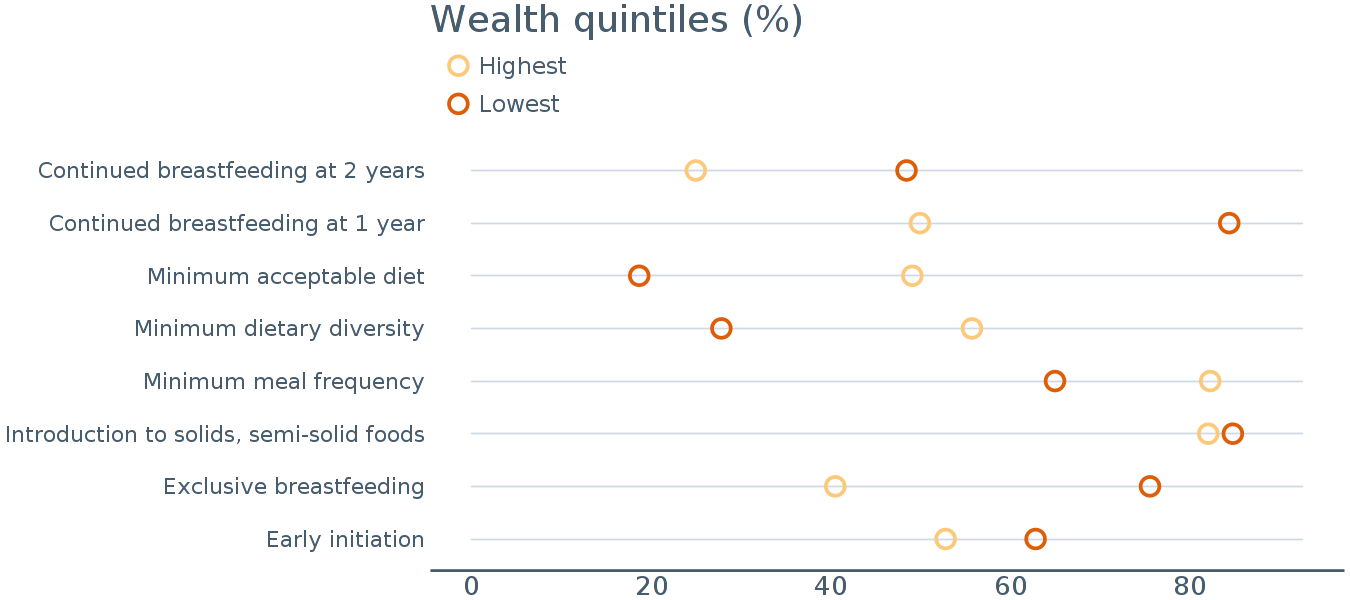 Wealth quintiles (%)
Highest
Lowest
Continued breastfeeding at 2 years
Continued breastfeeding at 1 year
Minimum acceptable diet
Minimum dietary diversity
Minimum meal frequency
Introduction to solids, semi-solid foods
Exclusive breastfeeding
Early initiation
0 20 40 60 80